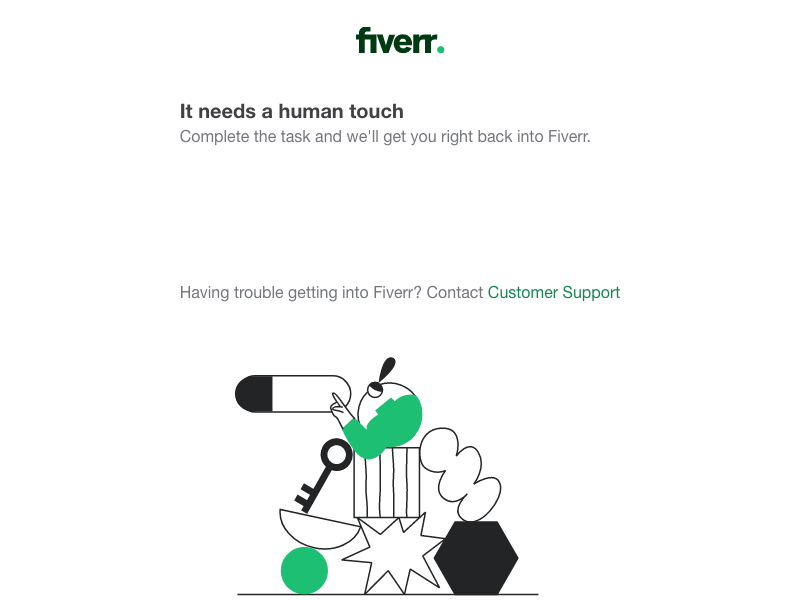 fiverr.
It needs a human touch
Complete the task and we'll get you right back into Fiverr.
Having trouble getting into Fiverr? Contact Customer Support